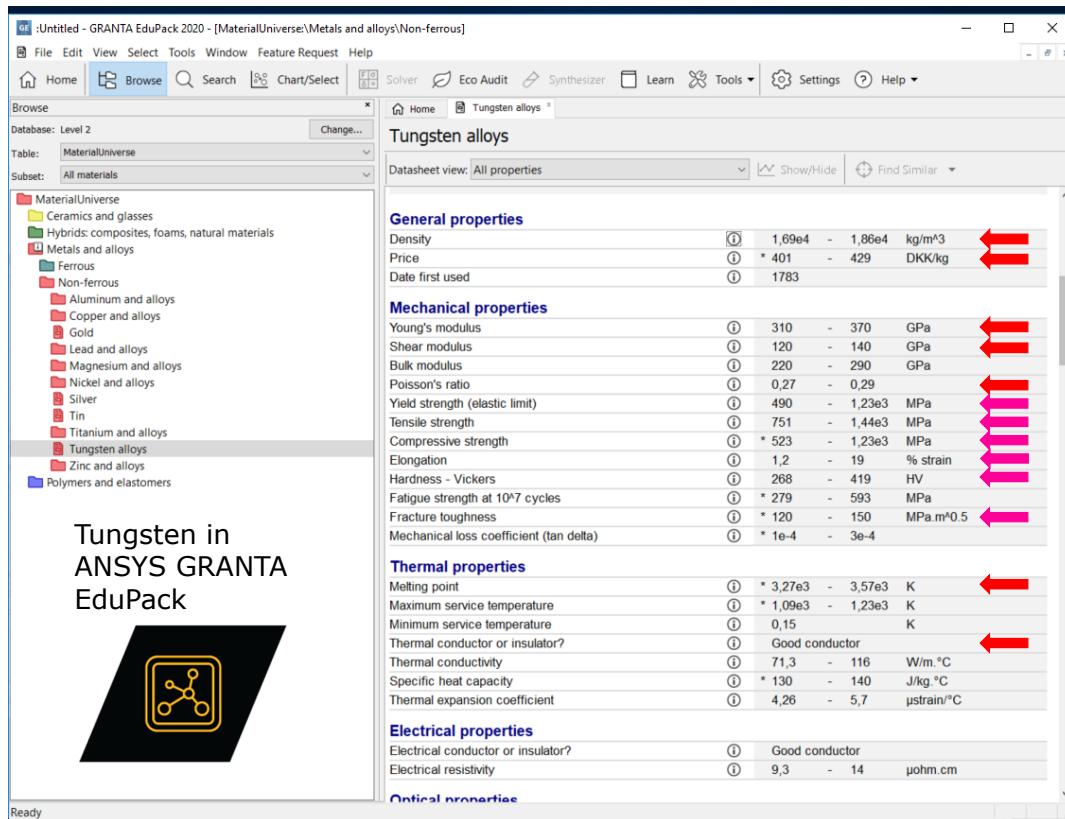 GE :Untitled - GRANTA EduPack 2020 - [MaterialUniverse:\Metals and alloys\Non-ferrous]
File Edit View Select Tools Window Feature Request Help
Home Browse Search Chart/Select Solver Eco Audit Synthesizer Learn Tools Settings Help
Browse
Database: Level 2 Change...
Table: MaterialUniverse
Subset: All materials
MaterialUniverse
Ceramics and glasses
Hybrids: composites, foams, natural materials
Metals and alloys
Ferrous
Non-ferrous
Aluminum and alloys
Copper and alloys
Gold
Lead and alloys
Magnesium and alloys
Nickel and alloys
Silver
Tin
Titanium and alloys
Tungsten alloys
Zinc and alloys
Polymers and elastomers
Tungsten in
ANSYS GRANTA
EduPack
Home Tungsten alloys
Tungsten alloys
Datasheet view: All properties Show/Hide Find Similar
General properties
Density 1,69e4 - 1,86e4 kg/m^3
Price * 401 - 429 DKK/kg
Date first used 1783
Mechanical properties
Young's modulus 310 - 370 GPa
Shear modulus 120 - 140 GPa
Bulk modulus 220 - 290 GPa
Poisson's ratio 0,27 - 0,29
Yield strength (elastic limit) 490 - 1,23e3 MPa
Tensile strength 751 - 1,44e3 MPa
Compressive strength * 523 - 1,23e3 MPa
Elongation 1,2 - 19 % strain
Hardness - Vickers 268 - 419 HV
Fatigue strength at 10^7 cycles * 279 - 593 MPa
Fracture toughness * 120 - 150 MPa.m^0.5
Mechanical loss coefficient (tan delta) * 1e-4 - 3e-4
Thermal properties
Melting point * 3,27e3 - 3,57e3 K
Maximum service temperature * 1,09e3 - 1,23e3 K
Minimum service temperature 0,15 K
Thermal conductor or insulator? Good conductor
Thermal conductivity 71,3 - 116 W/m.°C
Specific heat capacity * 130 - 140 J/kg.°C
Thermal expansion coefficient 4,26 - 5,7 µstrain/°C
Electrical properties
Electrical conductor or insulator? Good conductor
Electrical resistivity 9,3 - 14 µohm.cm
Optical properties
Ready